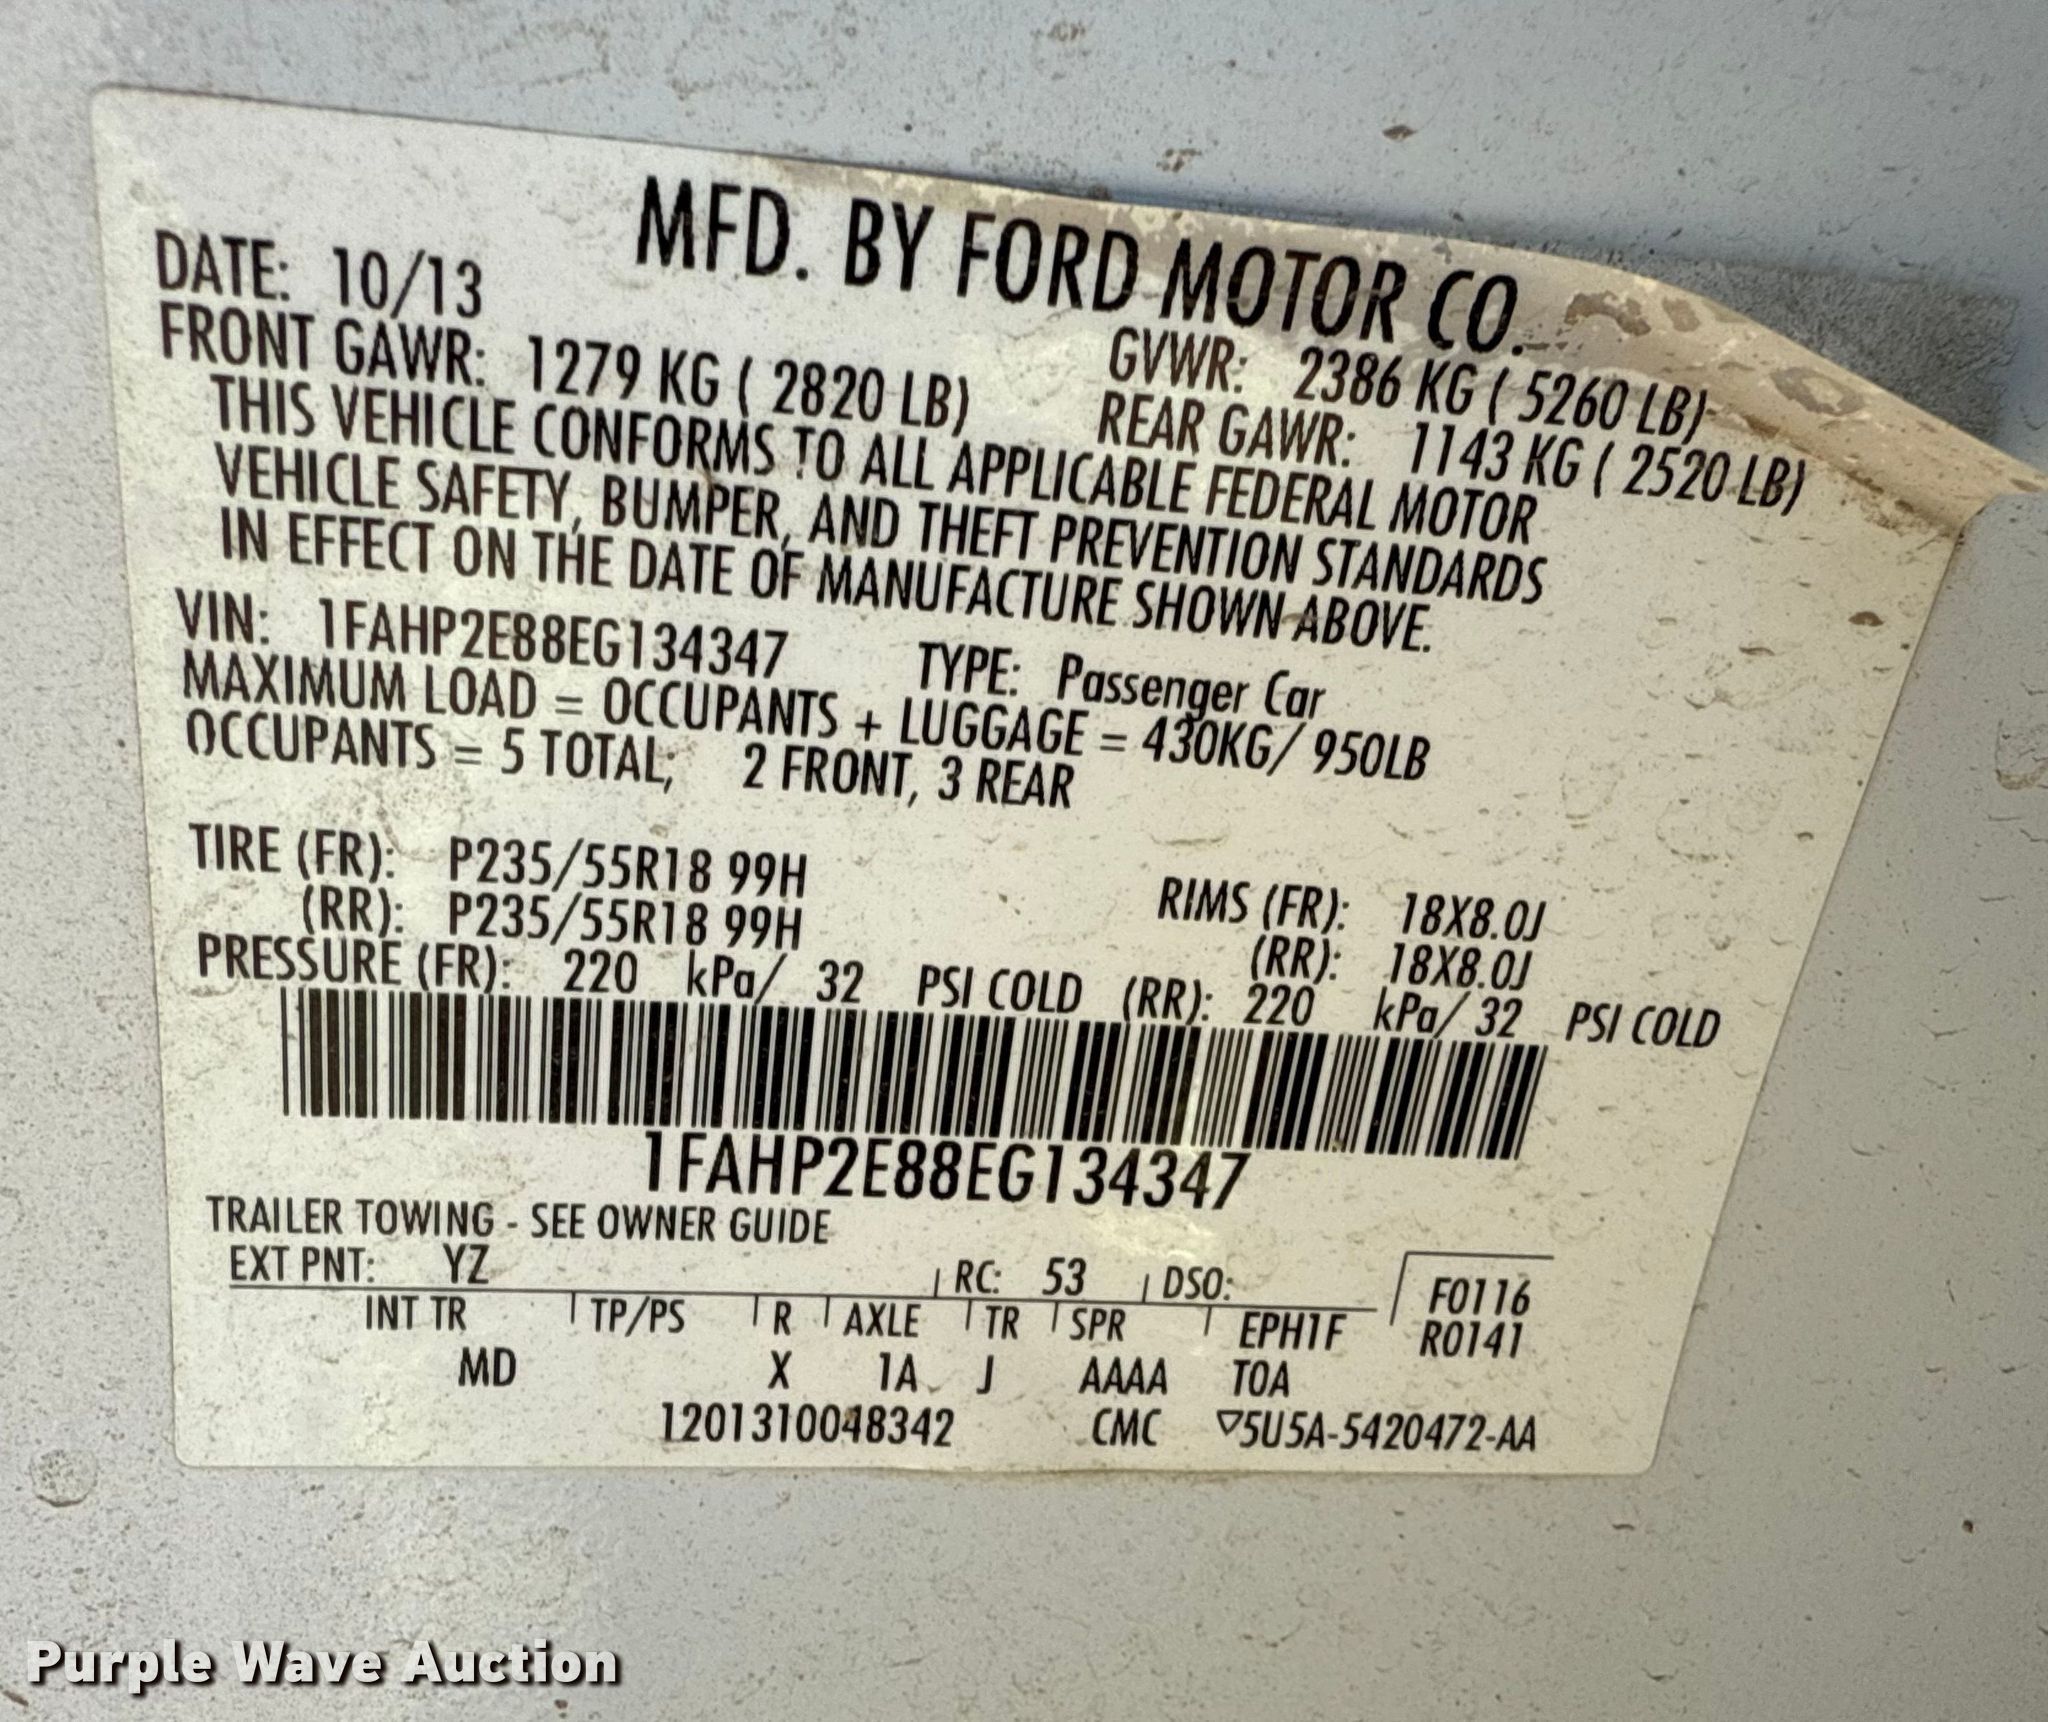 MFD. BY FORD MOTOR CO.
DATE: 10/13 GVWR: 2386 KG ( 5260 LB)
FRONT GAWR: 1279 KG ( 2820 LB) REAR GAWR: 1143 KG ( 2520 LB)
THIS VEHICLE CONFORMS TO ALL APPLICABLE FEDERAL MOTOR
VEHICLE SAFETY, BUMPER, AND THEFT PREVENTION STANDARDS
IN EFFECT ON THE DATE OF MANUFACTURE SHOWN ABOVE.
VIN: 1FAHP2E88EG134347 TYPE: Passenger Car
MAXIMUM LOAD = OCCUPANTS + LUGGAGE = 430KG/ 950LB
OCCUPANTS = 5 TOTAL; 2 FRONT, 3 REAR
TIRE (FR): P235/55R18 99H RIMS (FR): 18X8.0J
(RR): P235/55R18 99H (RR): 18X8.0J
PRESSURE (FR): 220 kPa/ 32 PSI COLD (RR): 220 kPa/ 32 PSI COLD
1FAHP2E88EG134347
TRAILER TOWING - SEE OWNER GUIDE
EXT PNT: YZ RC: 53 DSO: F0116
INT TR TP/PS R AXLE TR SPR EPH1F R0141
MD X 1A J AAAA TOA
1201310048342 CMC ▽5U5A-5420472-AA
Purple Wave Auction